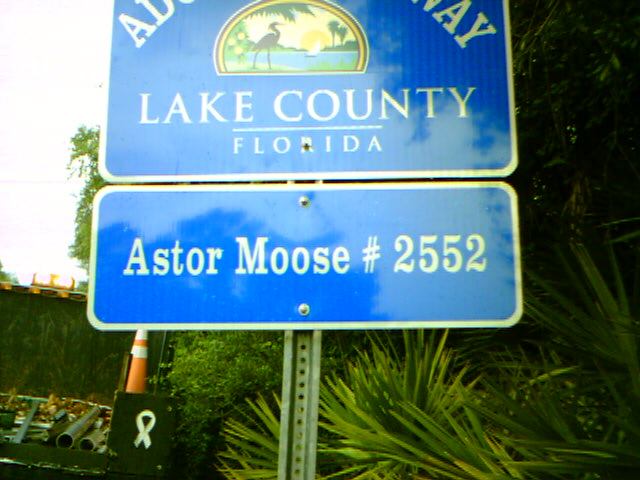 LAKE COUNTY
FLORIDA
Astor Moose # 2552